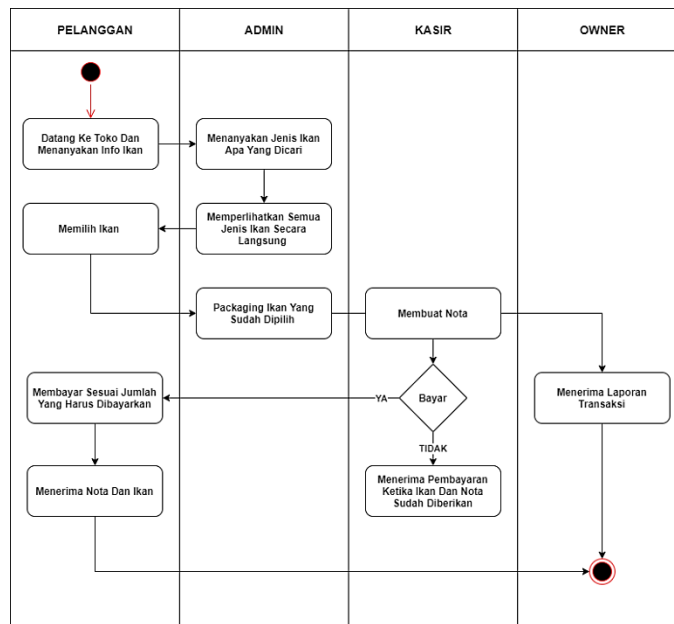 PELANGGAN
ADMIN
KASIR
OWNER
Datang Ke Toko Dan
Menanyakan Info Ikan
Menanyakan Jenis Ikan
Apa Yang Dicari
Memilih Ikan
Memperlihatkan Semua
Jenis Ikan Secara
Langsung
Packaging Ikan Yang
Sudah Dipilih
Membuat Nota
Membayar Sesuai Jumlah
Yang Harus Dibayarkan
YA
Bayar
Menerima Laporan
Transaksi
TIDAK
Menerima Nota Dan Ikan
Menerima Pembayaran
Ketika Ikan Dan Nota
Sudah Diberikan